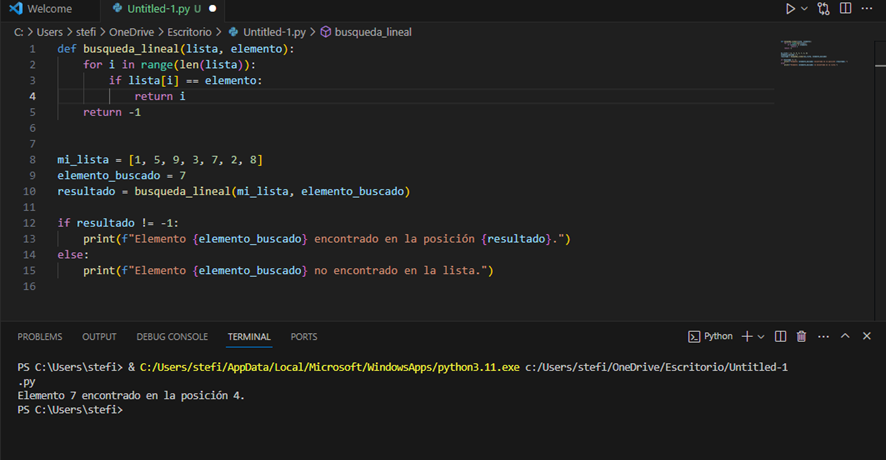 Welcome Untitled-1.py U
C: > Users > stefi > OneDrive > Escritorio > Untitled-1.py > busqueda_lineal
1 def busqueda_lineal(lista, elemento):
2     for i in range(len(lista)):
3         if lista[i] == elemento:
4             return i
5     return -1
6
7
8 mi_lista = [1, 5, 9, 3, 7, 2, 8]
9 elemento_buscado = 7
10 resultado = busqueda_lineal(mi_lista, elemento_buscado)
11
12 if resultado != -1:
13     print(f"Elemento {elemento_buscado} encontrado en la posición {resultado}.")
14 else:
15     print(f"Elemento {elemento_buscado} no encontrado en la lista.")
16
PROBLEMS OUTPUT DEBUG CONSOLE TERMINAL PORTS Python
PS C:\Users\stefi> & C:/Users/stefi/AppData/Local/Microsoft/WindowsApps/python3.11.exe c:/Users/stefi/OneDrive/Escritorio/Untitled-1
.py
Elemento 7 encontrado en la posición 4.
PS C:\Users\stefi>